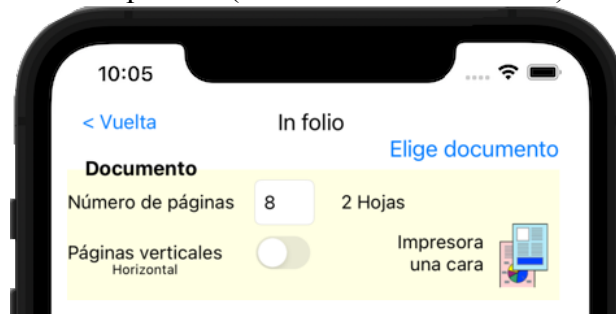 10:05
< Vuelta In folio
Elige documento
Documento
Número de páginas 8 2 Hojas
Páginas verticales
Horizontal
Impresora
una cara